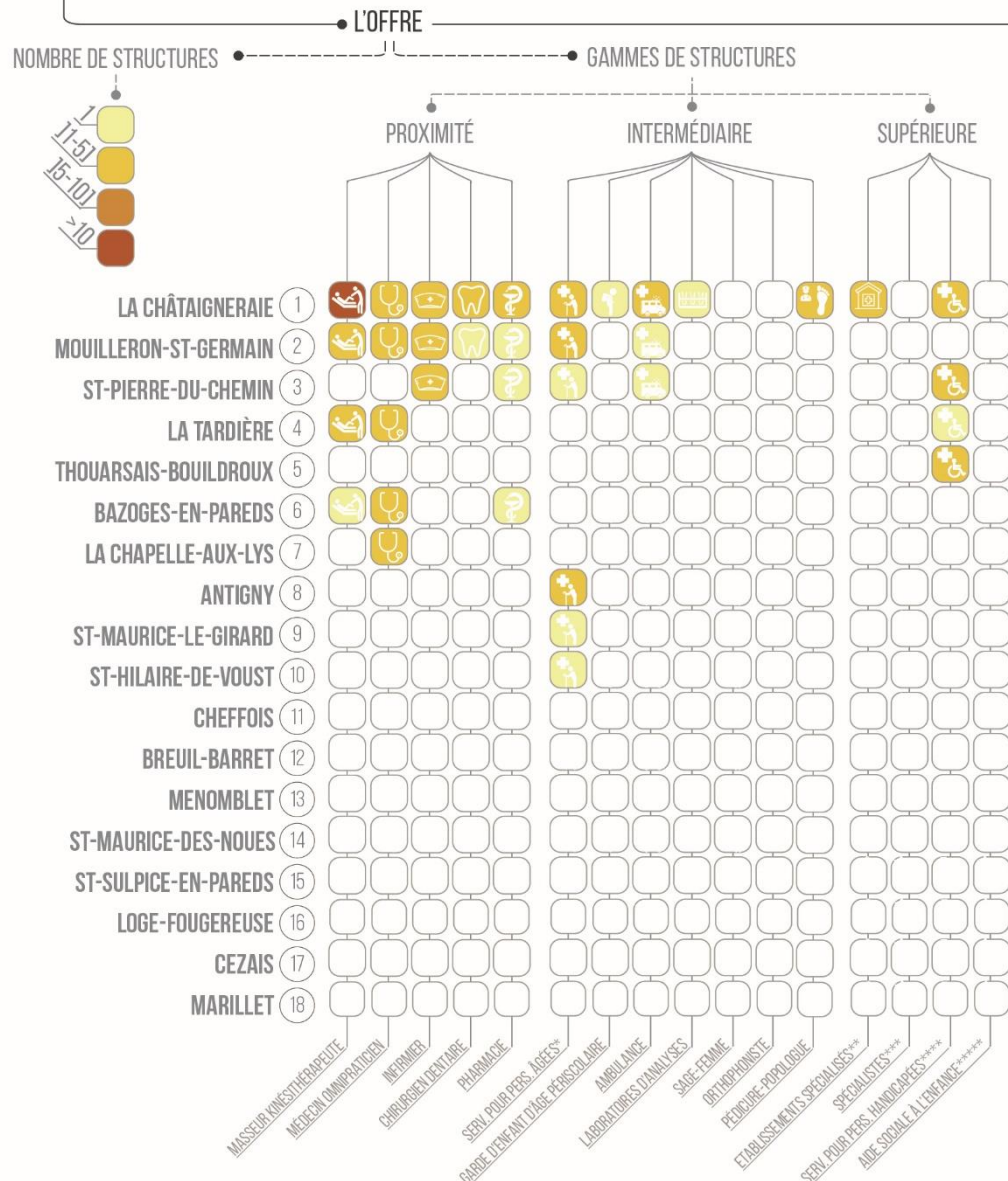 L'OFFRE
NOMBRE DE STRUCTURES
GAMMES DE STRUCTURES
1
]1-5]
]5-10]
>10
PROXIMITÉ
INTERMÉDIAIRE
SUPÉRIEURE
LA CHÂTAIGNERAIE 1
MOUILLERON-ST-GERMAIN 2
ST-PIERRE-DU-CHEMIN 3
LA TARDIÈRE 4
THOUARSAIS-BOUILDROUX 5
BAZOGES-EN-PAREDS 6
LA CHAPELLE-AUX-LYS 7
ANTIGNY 8
ST-MAURICE-LE-GIRARD 9
ST-HILAIRE-DE-VOUST 10
CHEFFOIS 11
BREUIL-BARRET 12
MENOMBLET 13
ST-MAURICE-DES-NOUES 14
ST-SULPICE-EN-PAREDS 15
LOGE-FOUGEREUSE 16
CEZAIS 17
MARILLET 18
MASSEUR KINÉSITHÉRAPEUTE
MÉDECIN OMNIPRATICIEN
INFIRMIER
CHIRURGIEN DENTAIRE
PHARMACIE
SERV. POUR PERS. ÂGÉES*
GARDE D'ENFANT D'ÂGE PÉRISCOLAIRE
AMBULANCE
LABORATOIRES D'ANALYSES
SAGE-FEMME
ORTHOPHONISTE
PÉDICURE-POPOLOGUE
ETABLISSEMENTS SPÉCIALISÉS**
SPÉCIALISTES***
SERV. POUR PERS. HANDICAPÉES****
AIDE SOCIALE À L'ENFANCE*****